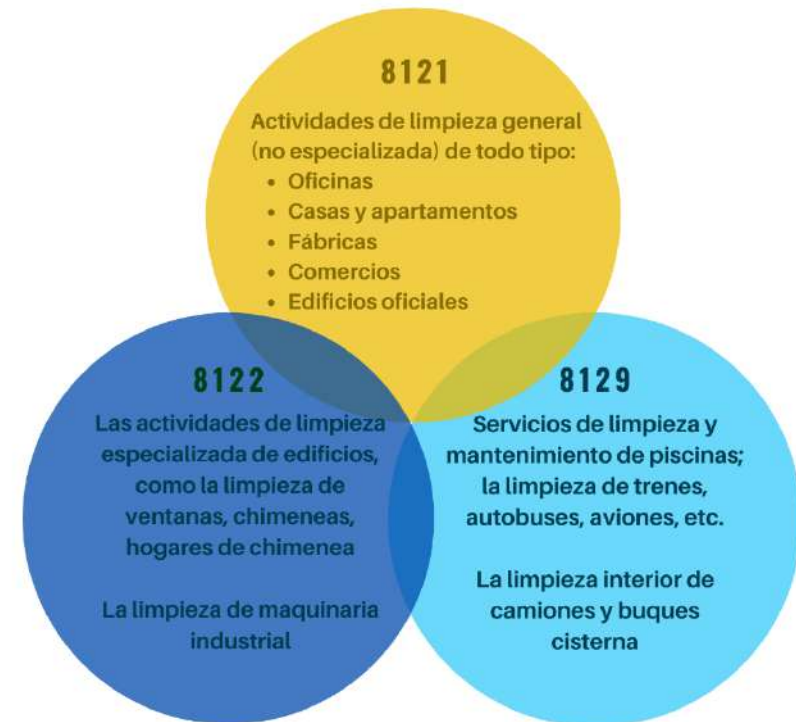 8121
Actividades de limpieza general
(no especializada) de todo tipo:
• Oficinas
• Casas y apartamentos
• Fábricas
• Comercios
• Edificios oficiales
8122
Las actividades de limpieza
especializada de edificios,
como la limpieza de
ventanas, chimeneas,
hogares de chimenea
La limpieza de maquinaria
industrial
8129
Servicios de limpieza y
mantenimiento de piscinas;
la limpieza de trenes,
autobuses, aviones, etc.
La limpieza interior de
camiones y buques
cisterna